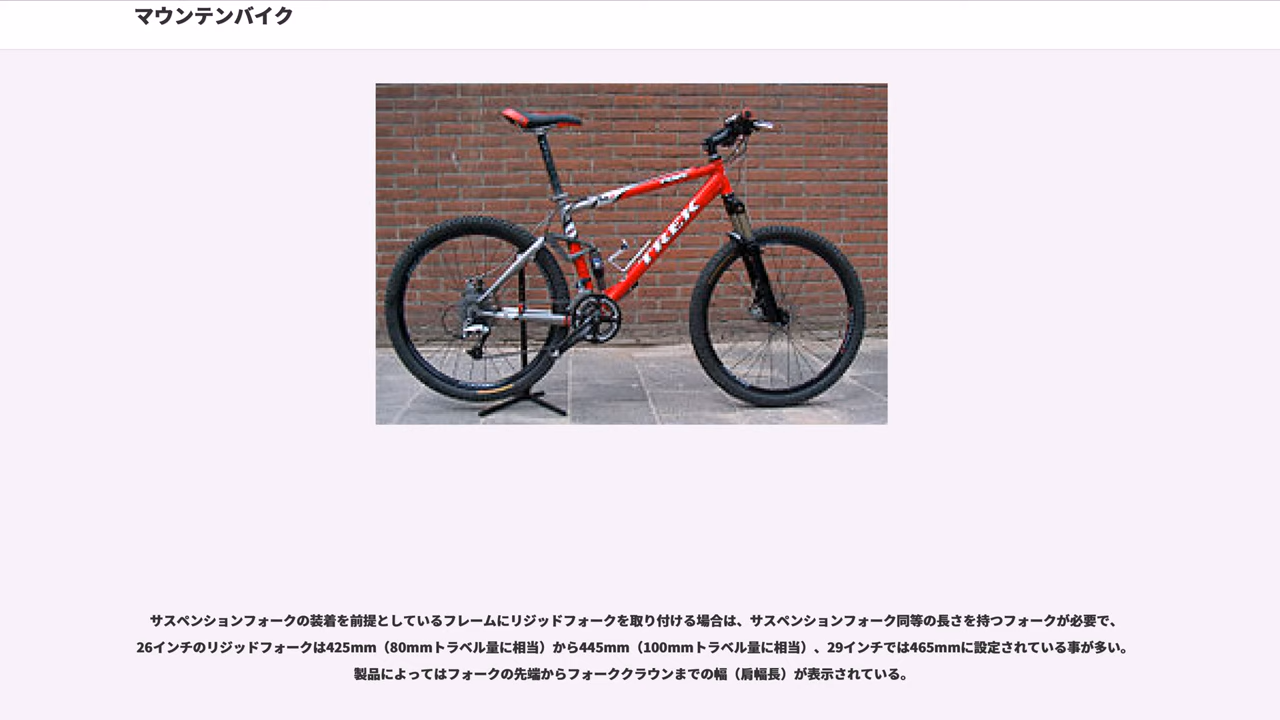 マウンテンバイク
TREK
サスペンションフォークの装着を前提としているフレームにリジッドフォークを取り付ける場合は、サスペンションフォーク同等の長さを持つフォークが必要で、
26インチのリジッドフォークは425mm（80mmトラベル量に相当）から445mm（100mmトラベル量に相当）、29インチでは465mmに設定されている事が多い。
製品によってはフォークの先端からフォーククラウンまでの幅（肩幅長）が表示されている。